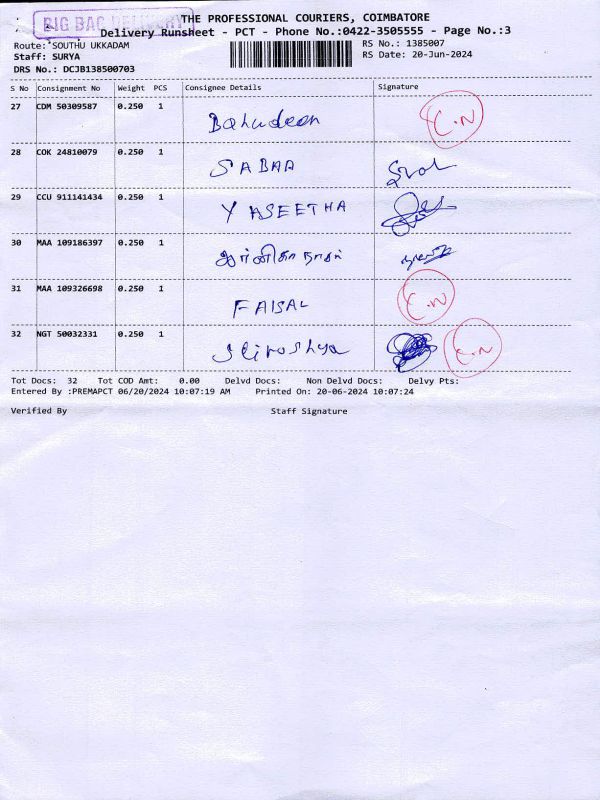 BIG BAG DELIVERY
THE PROFESSIONAL COURIERS, COIMBATORE
Delivery Runsheet - PCT - Phone No.:0422-3505555 - Page No.:3
Route: SOUTHU UKKADAM RS No.: 1385007
Staff: SURYA RS Date: 20-Jun-2024
DRS No.: DCJB138500703
S No Consignment No Weight PCS Consignee Details Signature
27 CDM 50309587 0.250 1 Bahudeen C.N
28 COK 24810079 0.250 1 SABAA
29 CCU 911141434 0.250 1 YASEETHA
30 MAA 109186397 0.250 1
31 MAA 109326698 0.250 1 FAISAL C.N
32 NGT 50032331 0.250 1 C.N
Tot Docs: 32 Tot COD Amt: 0.00 Delvd Docs: Non Delvd Docs: Delvy Pts:
Entered By :PREMAPCT 06/20/2024 10:07:19 AM Printed On: 20-06-2024 10:07:24
Verified By Staff Signature